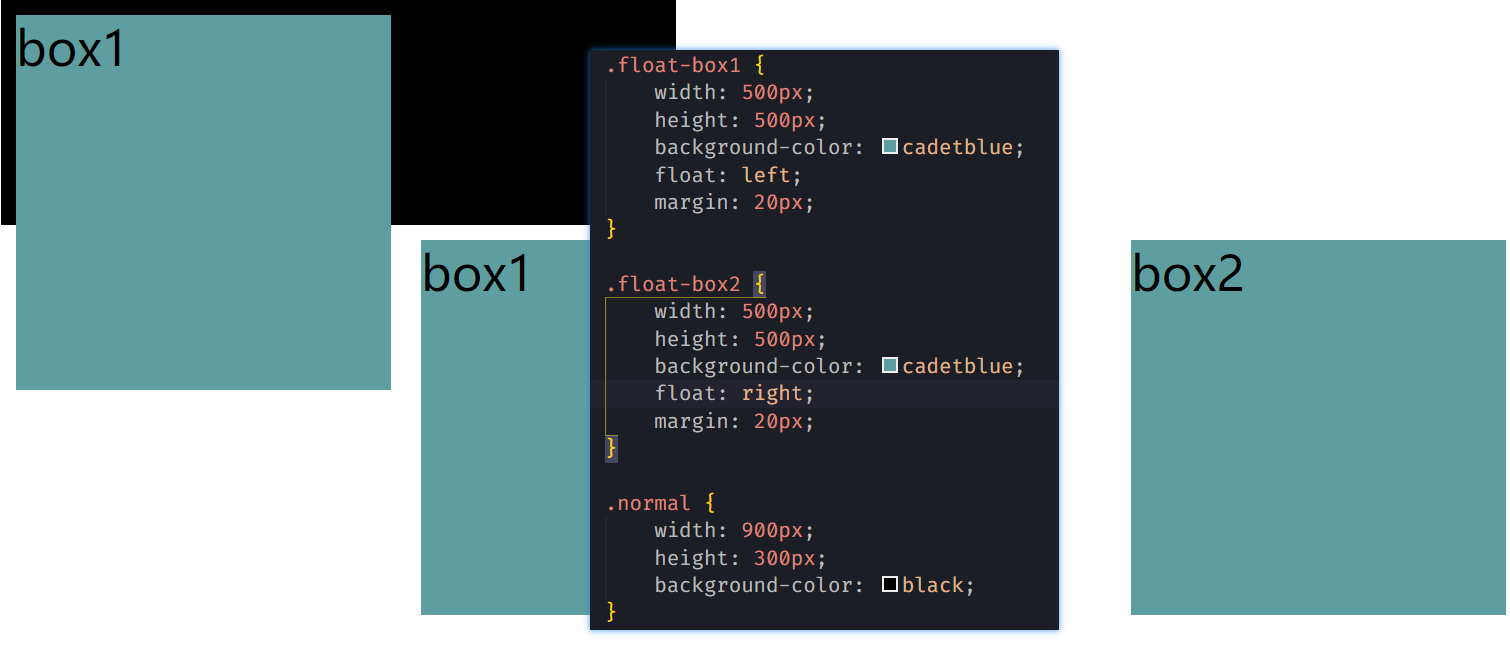 box1
.float-box1 {
    width: 500px;
    height: 500px;
    background-color: cadetblue;
    float: left;
    margin: 20px;
}
box1
box2
.float-box2 {
    width: 500px;
    height: 500px;
    background-color: cadetblue;
    float: right;
    margin: 20px;
}
.normal {
    width: 900px;
    height: 300px;
    background-color: black;
}